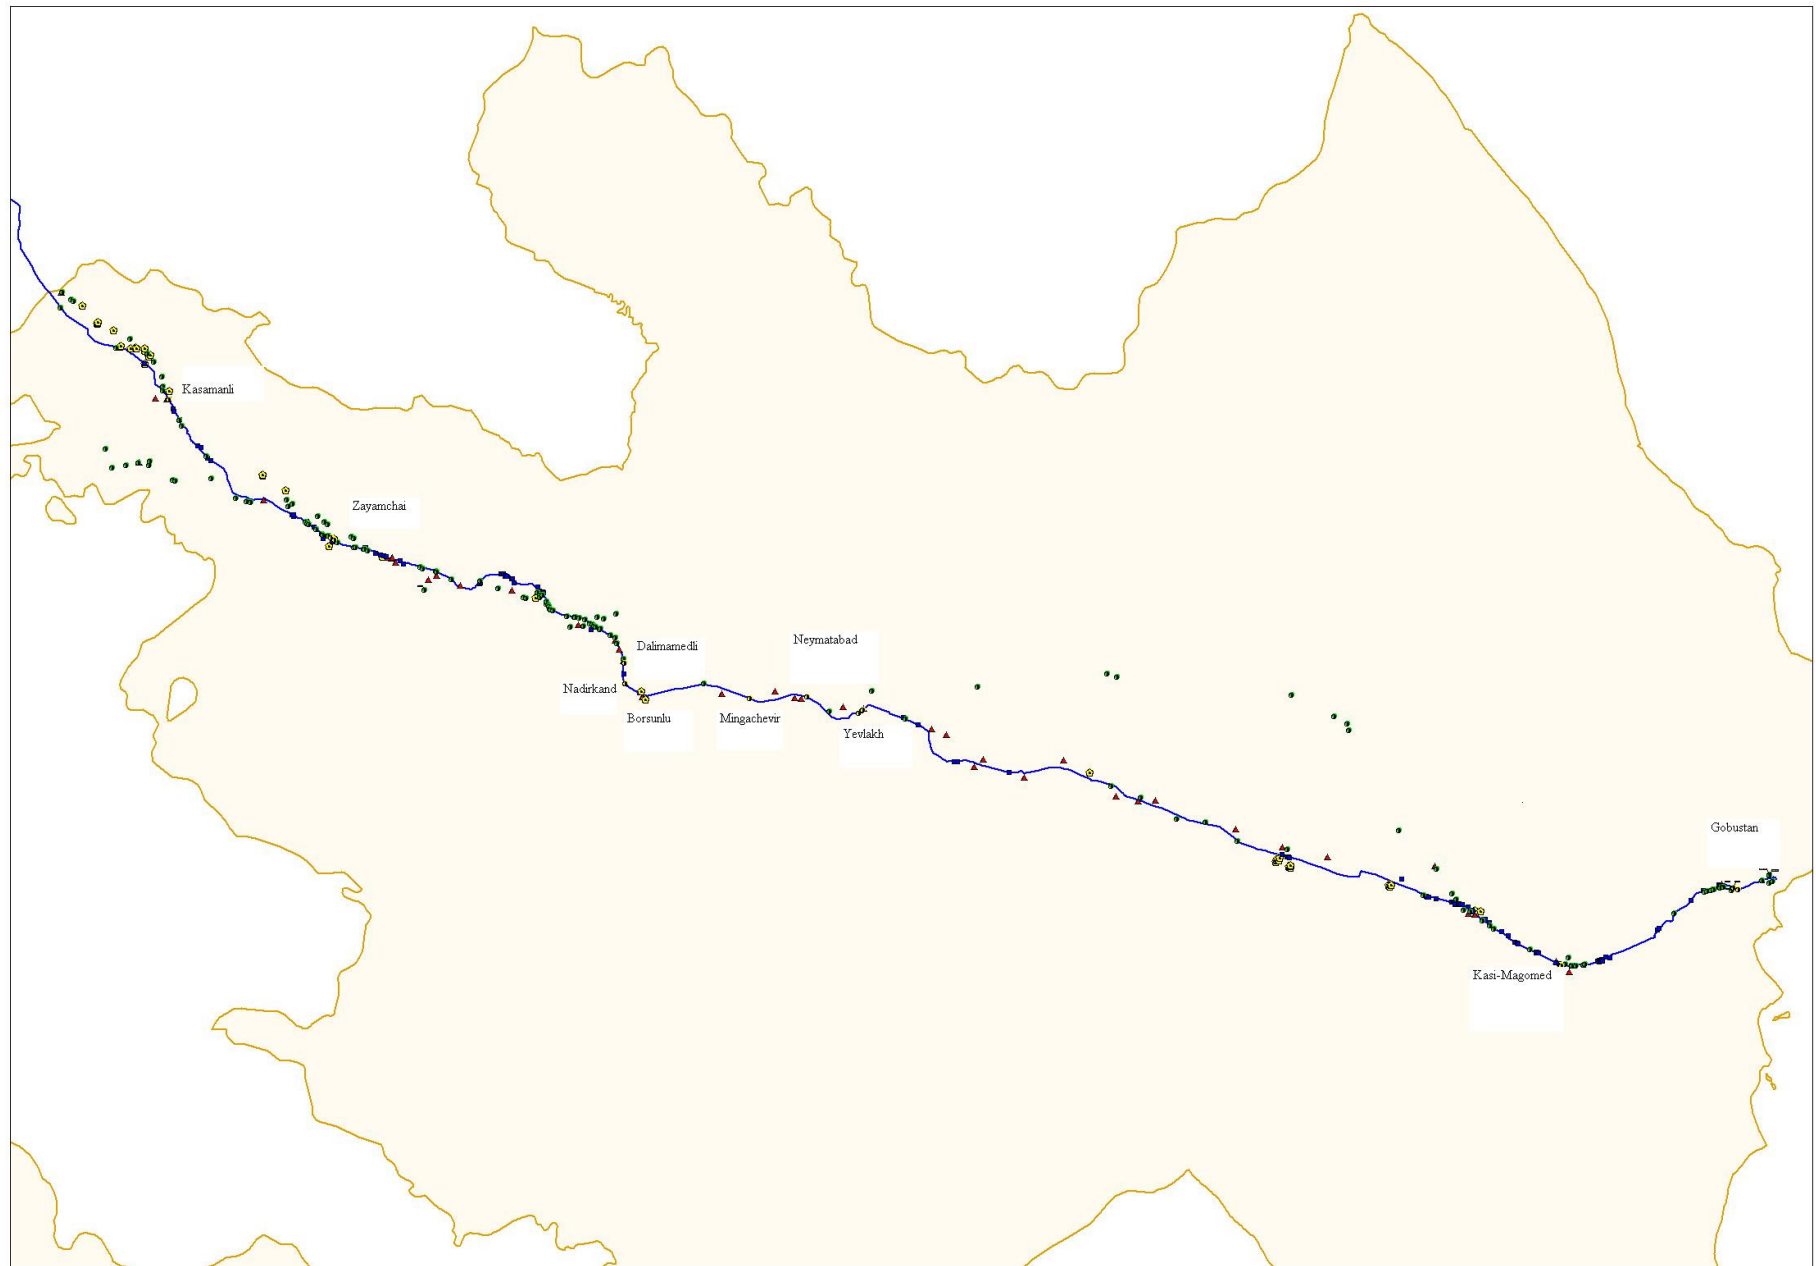 Kasamanli
Zayamchai
Neymatabad
Dalimamedli
Nadirkand
Borsunlu
Mingachevir
Yevlakh
Gobustan
Kasi-Magomed